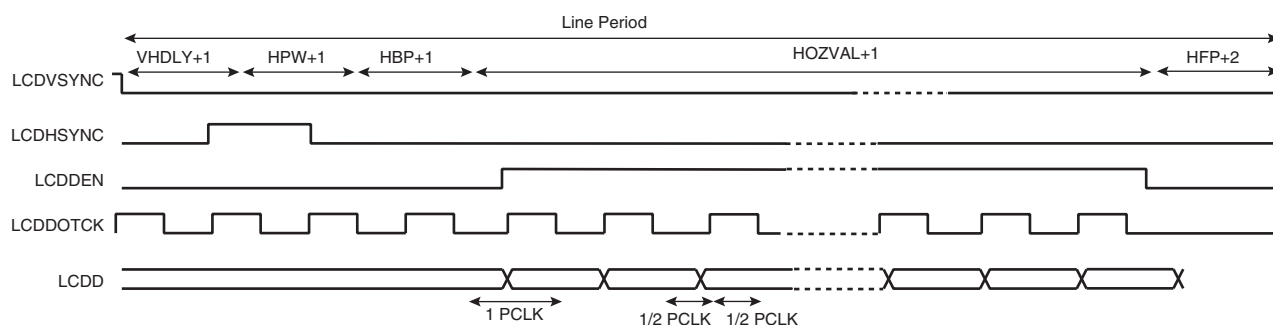 Line Period
VHDLY+1 HPW+1 HBP+1 HOZVAL+1 HFP+2
LCDVSYNC
LCDHSYNC
LCDDEN
LCDDOTCK
LCDD
1 PCLK 1/2 PCLK 1/2 PCLK